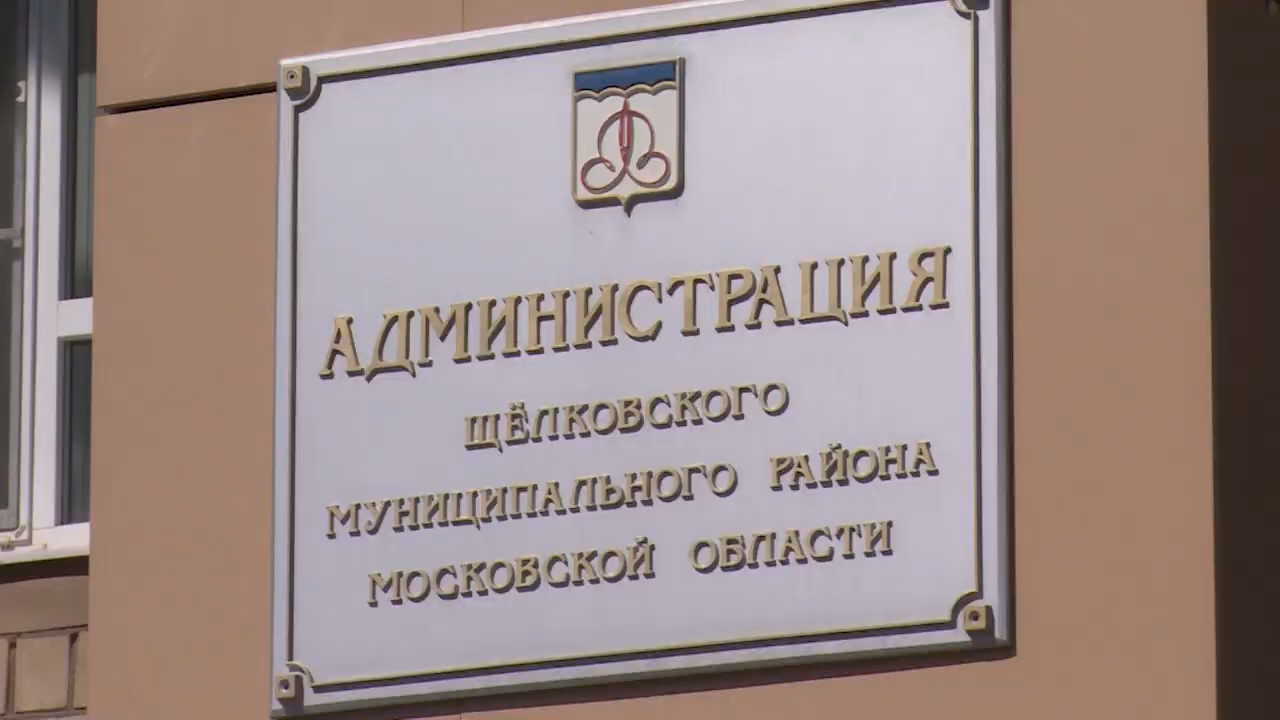 АДМИНИСТРАЦИЯ
ЩЁЛКОВСКОГО
МУНИЦИПАЛЬНОГО РАЙОНА
МОСКОВСКОЙ ОБЛАСТИ